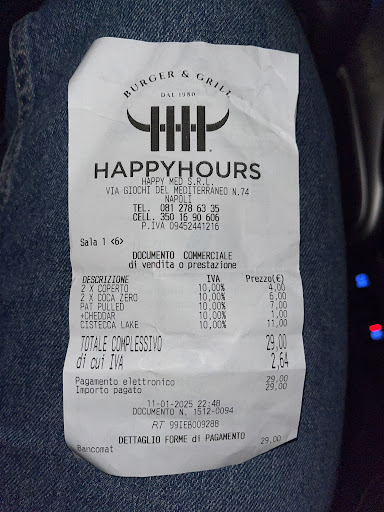 BURGER & GRILL
DAL 1980
HAPPYHOURS
HAPPY MED S.R.L.
VIA GIOCHI DEL MEDITERRANEO N.74
NAPOLI
TEL. 081 278 63 35
CELL. 350 16 90 606
P.IVA 09452441216
Sala 1 <6>
DOCUMENTO COMMERCIALE
di vendita o prestazione
DESCRIZIONE IVA Prezzo(€)
2 X COPERTO 10,00% 4,00
2 X COCA ZERO 10,00% 6,00
PAT PULLED 10,00% 7,00
+CHEDDAR 10,00% 1,00
CISTECCA LAKE 10,00% 11,00
TOTALE COMPLESSIVO 29,00
di cui IVA 2,64
Pagamento elettronico 29,00
Importo pagato 29,00
11-01-2025 22:48
DOCUMENTO N. 1512-0094
RT 99IEB009288
DETTAGLIO FORME di PAGAMENTO
Bancomat 29,00